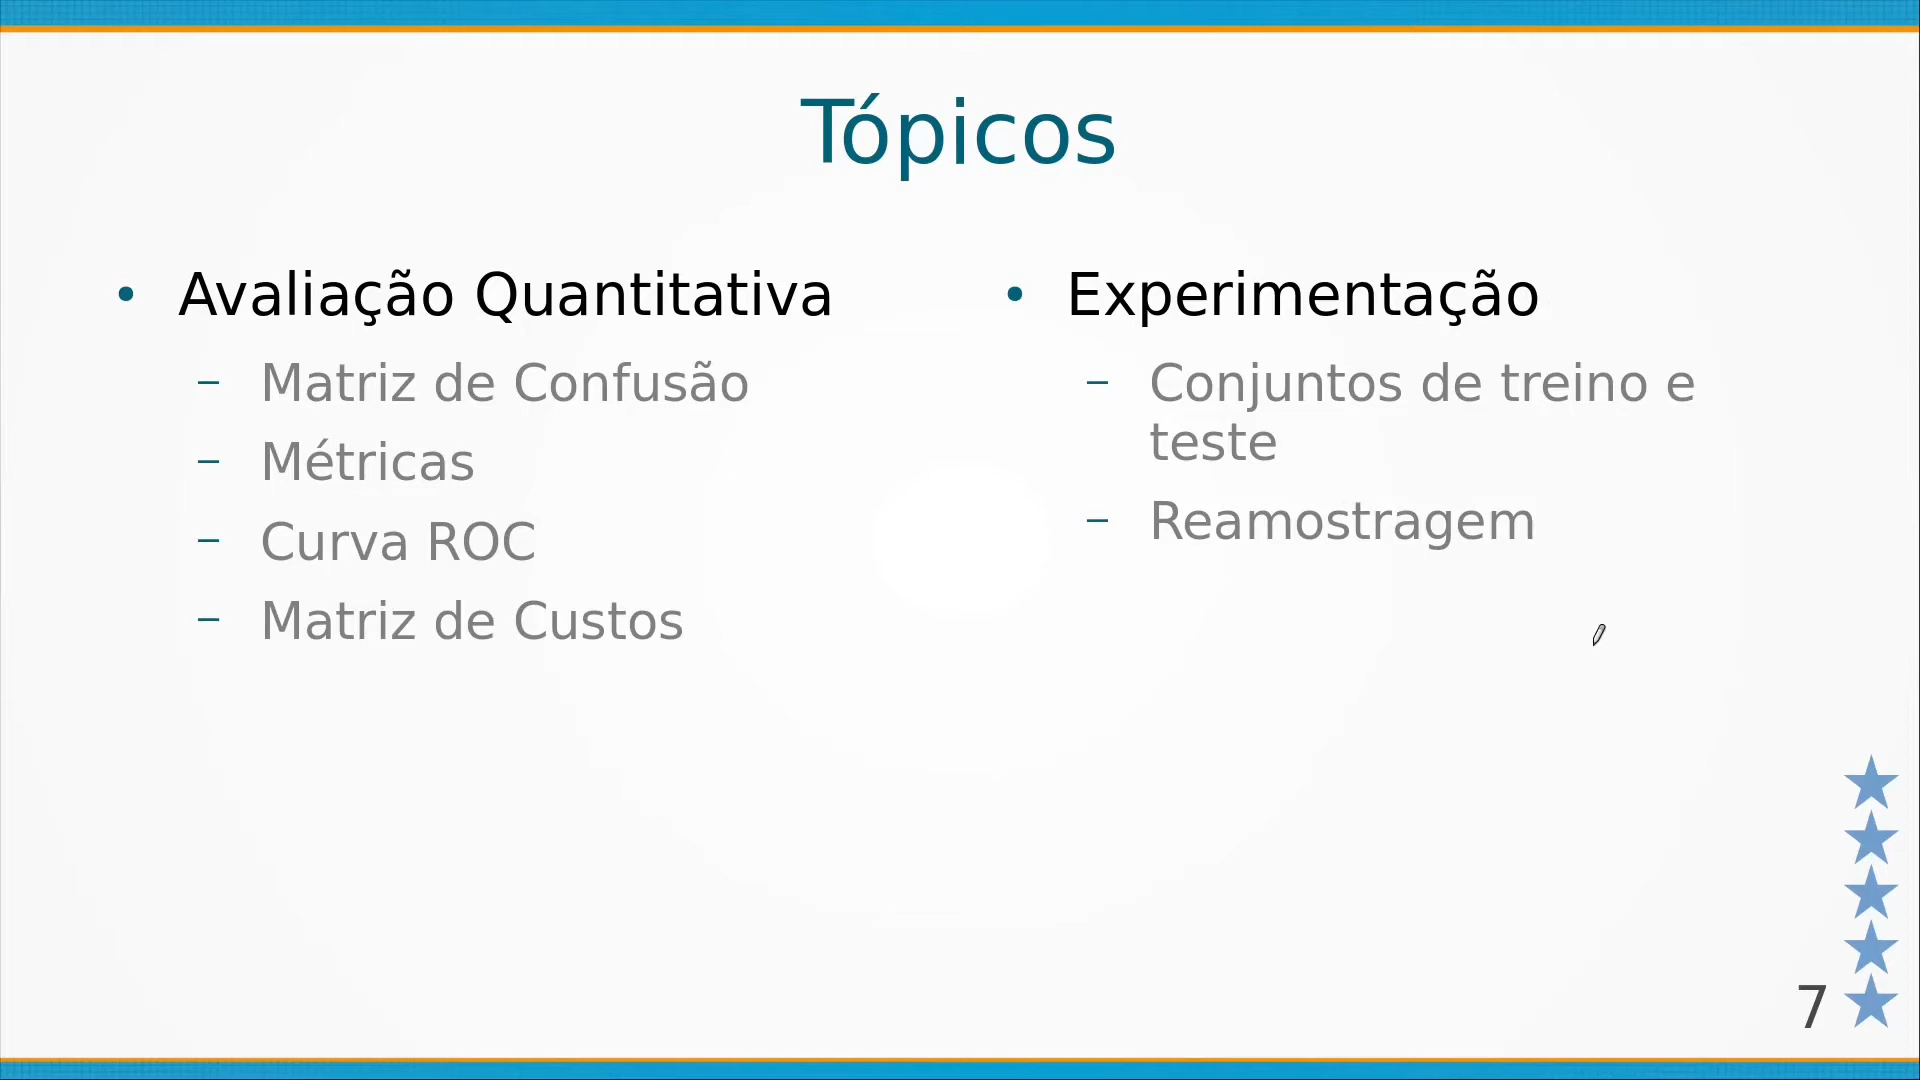 Tópicos
• Avaliação Quantitativa
– Matriz de Confusão
– Métricas
– Curva ROC
– Matriz de Custos
• Experimentação
– Conjuntos de treino e
teste
– Reamostragem
7